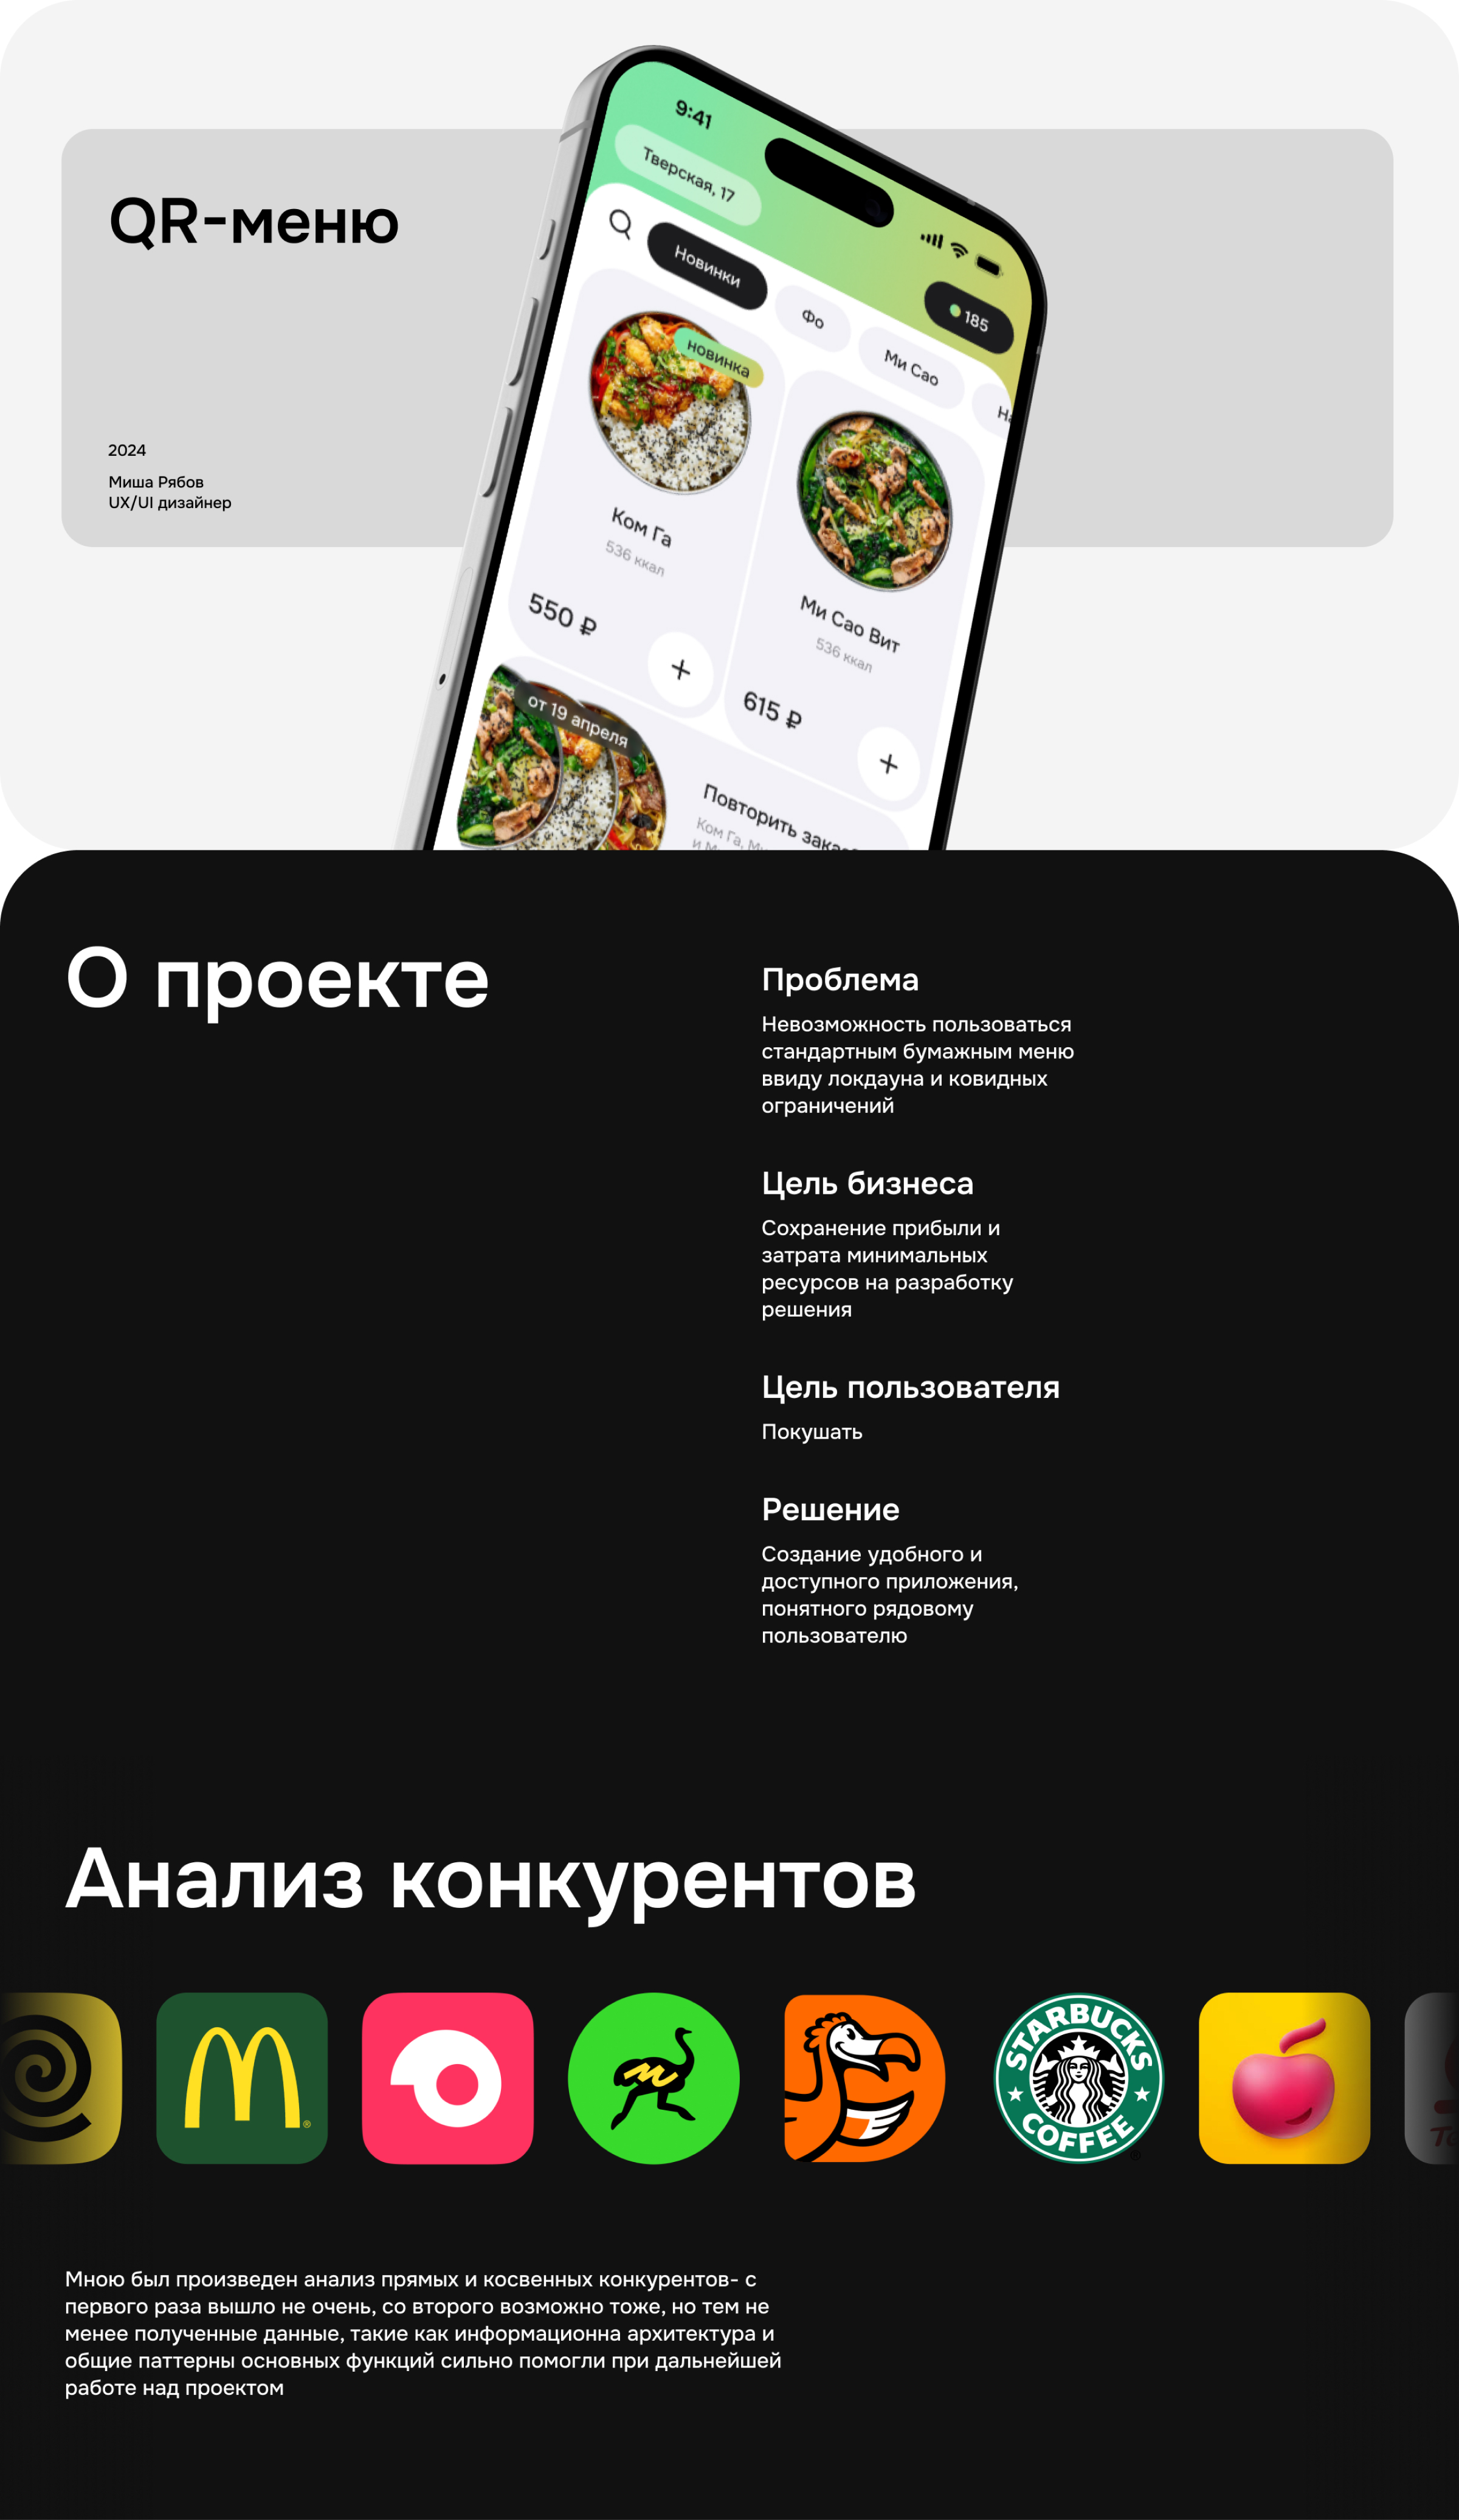 QR-меню
2024
Миша Рябов
UX/UI дизайнер
9:41
Тверская, 17
185
Новинки
Фо
Ми Сао
новинка
Ком Га
536 ккал
550 ₽
+
Ми Сао Вит
536 ккал
615 ₽
+
от 19 апреля
Повторить
Ком Га,
О проекте
Проблема
Невозможность пользоваться
стандартным бумажным меню
ввиду локдауна и ковидных
ограничений
Цель бизнеса
Сохранение прибыли и
затрата минимальных
ресурсов на разработку
решения
Цель пользователя
Покушать
Решение
Создание удобного и
доступного приложения,
понятного рядовому
пользователю
Анализ конкурентов
STARBUCKS
COFFEE
Мною был произведен анализ прямых и косвенных конкурентов- с
первого раза вышло не очень, со второго возможно тоже, но тем не
менее полученные данные, такие как информационна архитектура и
общие паттерны основных функций сильно помогли при дальнейшей
работе над проектом